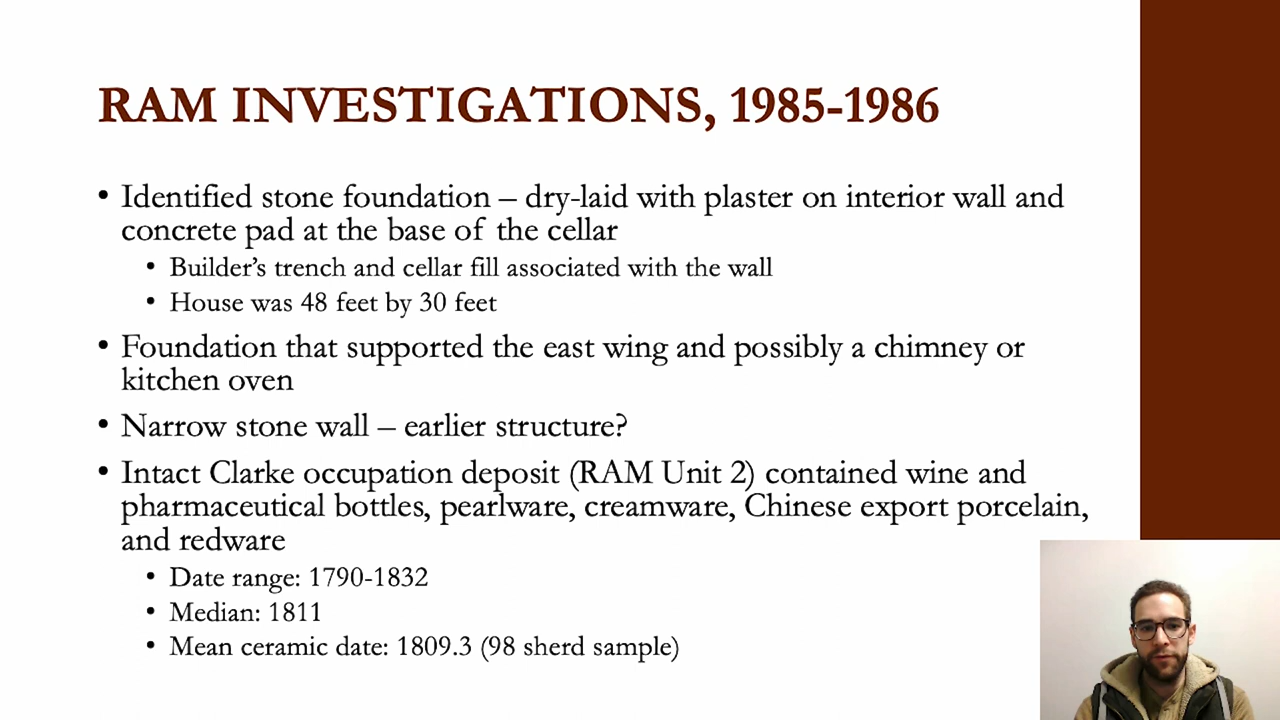 RAM INVESTIGATIONS, 1985-1986
• Identified stone foundation – dry-laid with plaster on interior wall and
concrete pad at the base of the cellar
• Builder’s trench and cellar fill associated with the wall
• House was 48 feet by 30 feet
• Foundation that supported the east wing and possibly a chimney or
kitchen oven
• Narrow stone wall – earlier structure?
• Intact Clarke occupation deposit (RAM Unit 2) contained wine and
pharmaceutical bottles, pearlware, creamware, Chinese export porcelain,
and redware
• Date range: 1790-1832
• Median: 1811
• Mean ceramic date: 1809.3 (98 sherd sample)